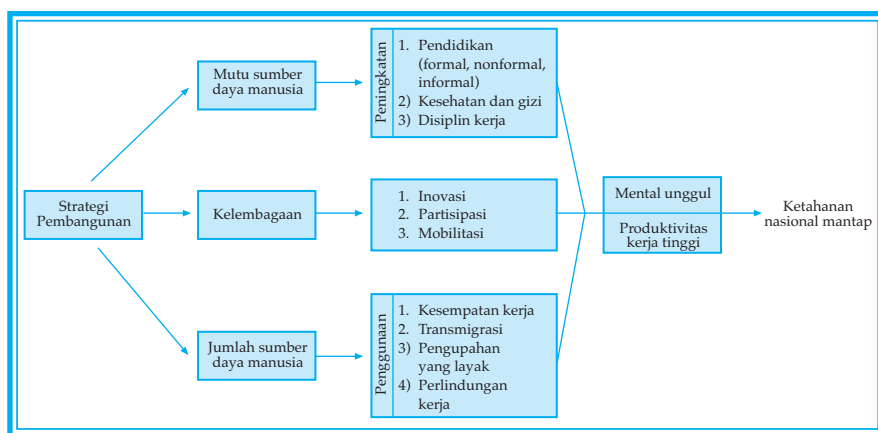 Strategi
Pembangunan
Mutu sumber
daya manusia
Peningkatan
1. Pendidikan
(formal, nonformal,
informal)
2) Kesehatan dan gizi
3) Disiplin kerja
Kelembagaan
1. Inovasi
2. Partisipasi
3. Mobilitasi
Jumlah sumber
daya manusia
Penggunaan
1. Kesempatan kerja
2. Transmigrasi
3) Pengupahan
yang layak
4) Perlindungan
kerja
Mental unggul
Produktivitas
kerja tinggi
Ketahanan
nasional mantap